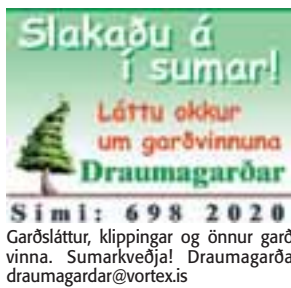 Slakaðu á
í sumar!
Láttu okkur
um garðvinnuna
Draumagarðar
Sími: 698 2020
Garðsláttur, klippingar og önnur garð
vinna. Sumarkveðja! Draumagarða
draumagardar@vortex.is